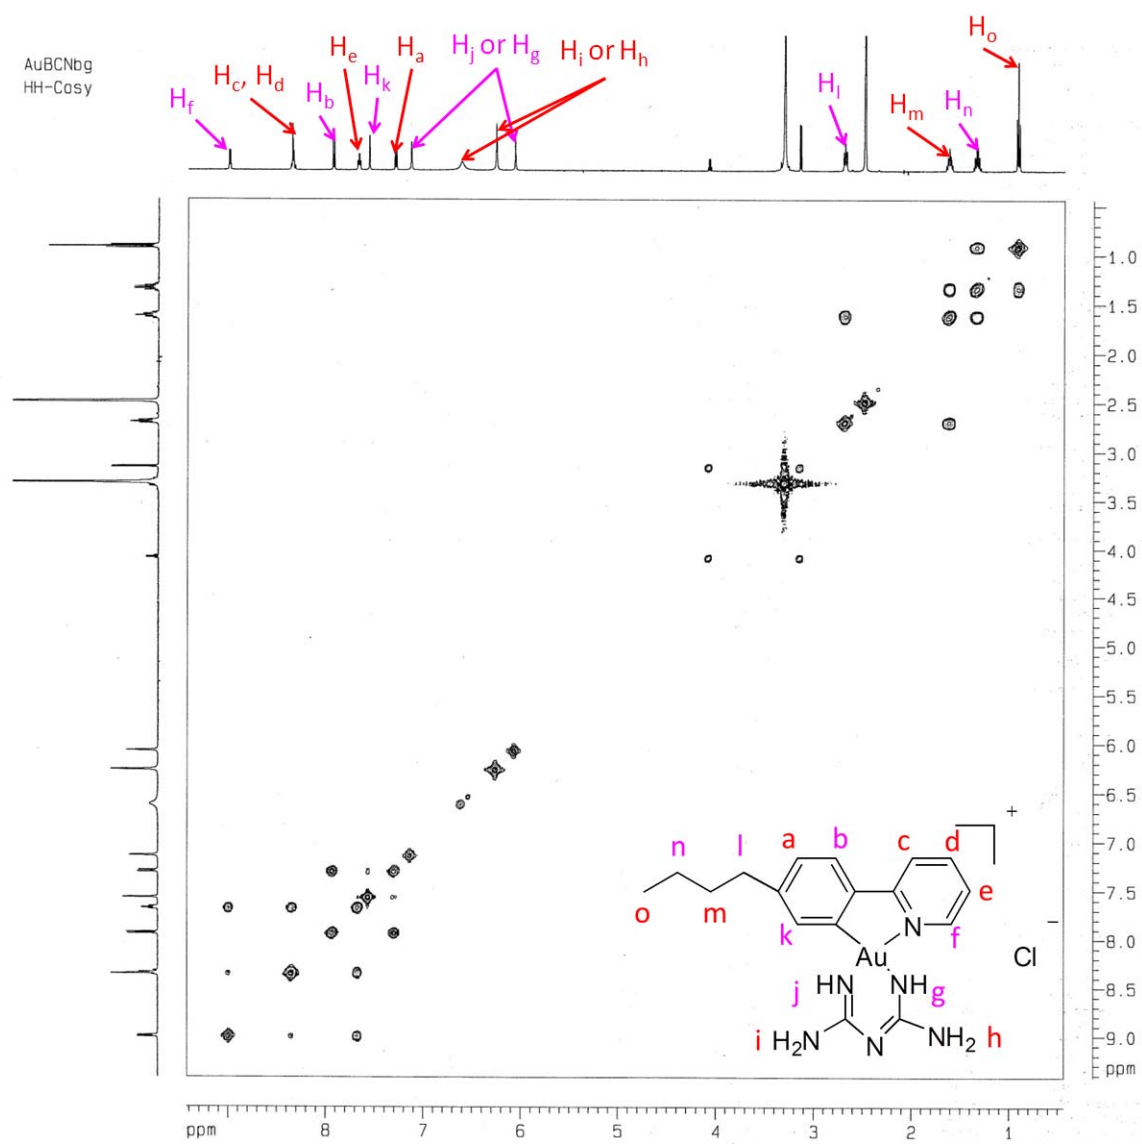 AuBCNbg
HH-Cosy
Hf
Hc, Hd
Hb
He
Hk
Ha
Hj or Hg
Hi or Hh
Hl
Hm
Hn
Ho
1.0
1.5
2.0
2.5
3.0
3.5
4.0
4.5
5.0
5.5
6.0
6.5
7.0
7.5
8.0
8.5
9.0
ppm
n
l
a
b
c
d
+
o
m
k
e
N
f
−
Au
Cl
j
HN
NH
g
i
H2N
N
NH2
h
ppm
8
7
6
5
4
3
2
1